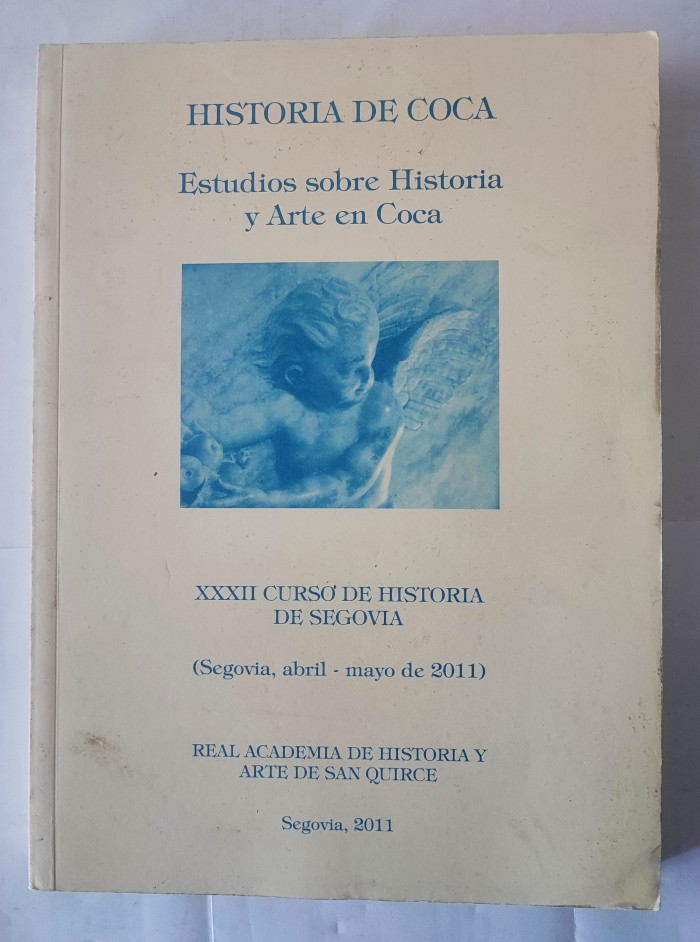 HISTORIA DE COCA
Estudios sobre Historia
y Arte en Coca
XXXII CURSO DE HISTORIA
DE SEGOVIA
(Segovia, abril - mayo de 2011)
REAL ACADEMIA DE HISTORIA Y
ARTE DE SAN QUIRCE
Segovia, 2011